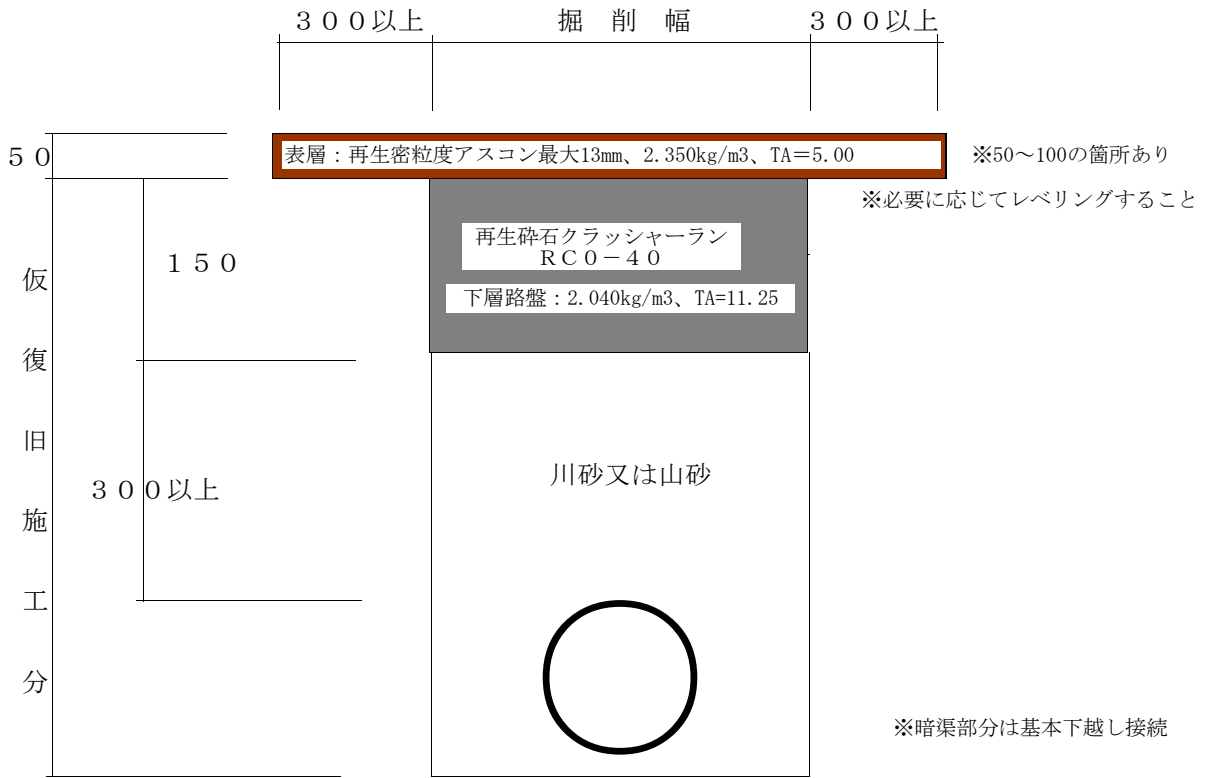 ３００以上
掘　削　幅
３００以上
５０
表層：再生密粒度アスコン最大13mm、2.350kg/m3、TA＝5.00
※50～100の箇所あり
※必要に応じてレベリングすること
再生砕石クラッシャーラン
ＲＣ０－４０
１５０
下層路盤：2.040kg/m3、TA=11.25
仮復旧施工分
３００以上
川砂又は山砂
※暗渠部分は基本下越し接続